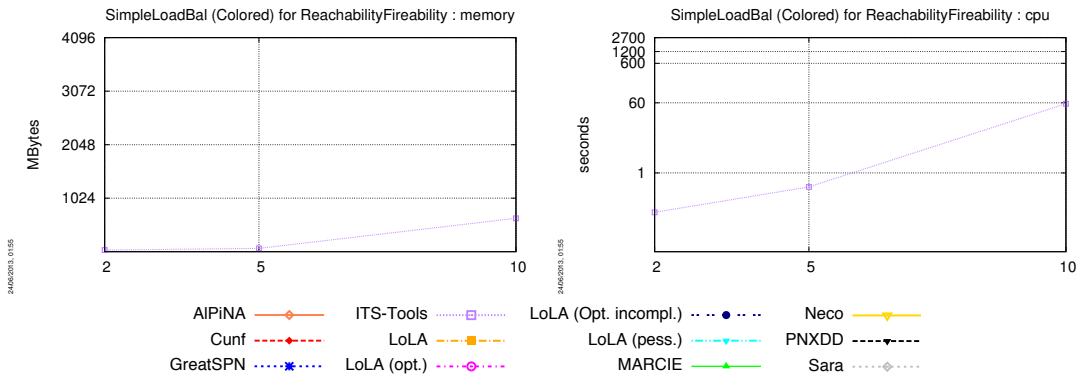 SimpleLoadBal (Colored) for ReachabilityFireability : memory
4096
3072
2048
1024
MBytes
2 5 10
24/06/2013, 01:55
SimpleLoadBal (Colored) for ReachabilityFireability : cpu
2700
1200
600
60
1
seconds
2 5 10
24/06/2013, 01:55
AlPiNA ITS-Tools LoLA (Opt. incompl.) Neco
Cunf LoLA LoLA (pess.) PNXDD
GreatSPN LoLA (opt.) MARCIE Sara